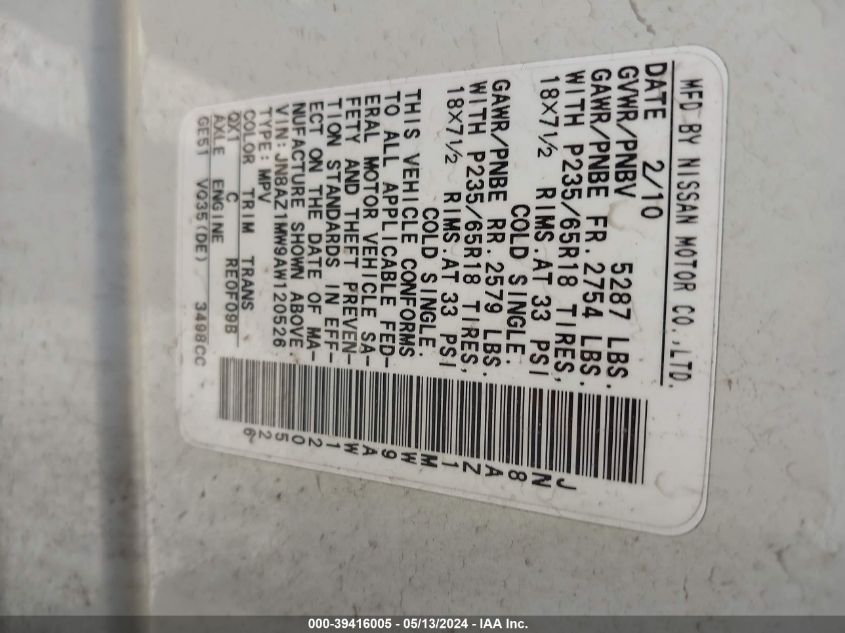 MFD BY NISSAN MOTOR CO.,LTD.
DATE 2/10
GVWR/PNBV 5287 LBS.
GAWR/PNBE FR. 2754 LBS.
WITH P235/65R18 TIRES,
18X7 1/2 RIMS.AT 33 PSI
COLD SINGLE.
GAWR/PNBE RR. 2579 LBS.
WITH P235/65R18 TIRES,
18X7 1/2 RIMS.AT 33 PSI
COLD SINGLE.
THIS VEHICLE CONFORMS
TO ALL APPLICABLE FED-
ERAL MOTOR VEHICLE SA-
FETY AND THEFT PREVEN-
TION STANDARDS IN EFF-
ECT ON THE DATE OF MA-
NUFACTURE SHOWN ABOVE.
VIN:JN8AZ1MW9AW120526
TYPE:MPV
COLOR TRIM TRANS
QX1 C RE0F09B
AXLE ENGINE
GE51 VQ35(DE) 3498CC
JN8AZ1MW9AW120526
000-39416005 - 05/13/2024 - IAA Inc.